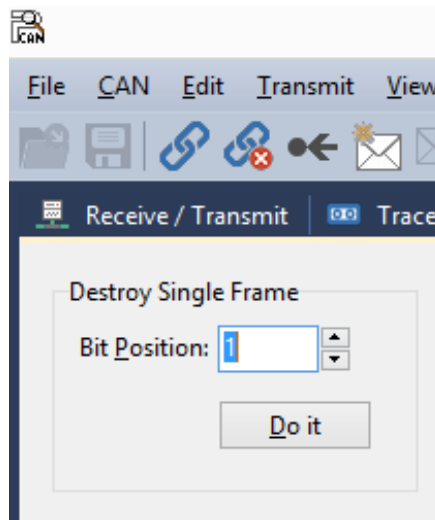 CAN
File CAN Edit Transmit View
Receive / Transmit Trace
Destroy Single Frame
Bit Position: 1
Do it